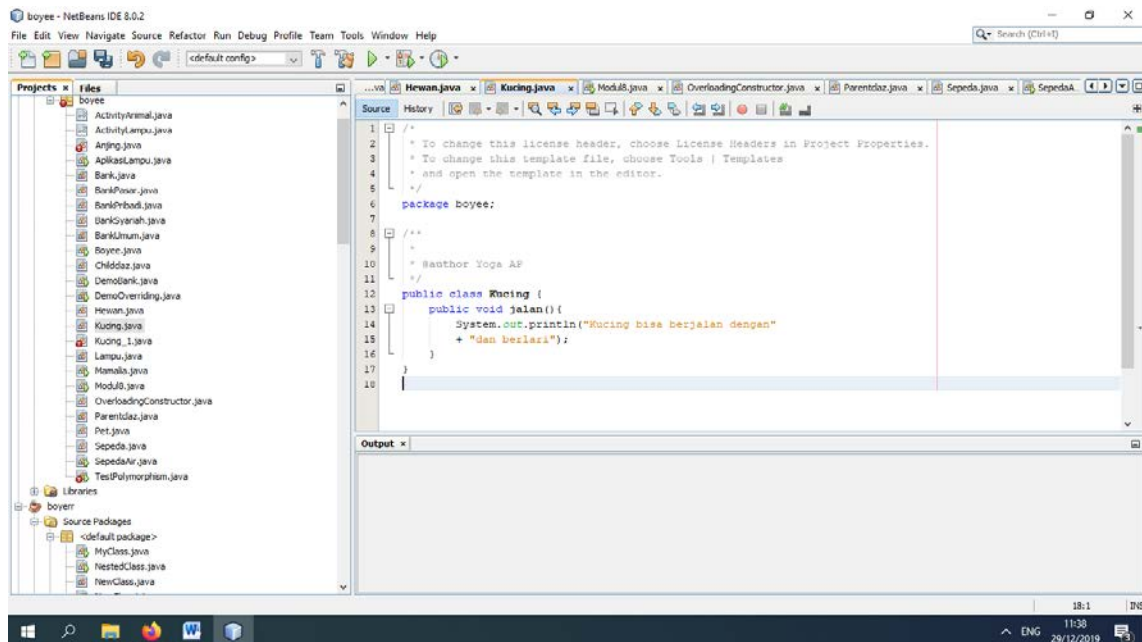 boyee - NetBeans IDE 8.0.2
File Edit View Navigate Source Refactor Run Debug Profile Team Tools Window Help
Search (Ctrl+I)
<default config>
Projects x Files
...va Hewan.java x Kucing.java x Modul8.java x OverloadingConstructor.java x Parentclaz.java x Sepeda.java x SepedaA
Source History
boyee
ActivityAnimal.java
ActivityLampu.java
Anjing.java
AplikasiLampu.java
Bank.java
BankPasar.java
BankPribadi.java
BankSyariah.java
BankUmum.java
Boyee.java
Childclaz.java
DemoBank.java
DemoOverriding.java
Hewan.java
Kucing.java
Kucing_1.java
Lampu.java
Mamalia.java
Modul8.java
OverloadingConstructor.java
Parentclaz.java
Pet.java
Sepeda.java
SepedaAir.java
TestPolymorphism.java
Libraries
boyerr
Source Packages
<default package>
MyClass.java
NestedClass.java
NewClass.java
1 /*
2 * To change this license header, choose License Headers in Project Properties.
3 * To change this template file, choose Tools | Templates
4 * and open the template in the editor.
5 */
6 package boyee;
7
8 /**
9 *
10 * @author Yoga AP
11 */
12 public class Kucing {
13 public void jalan(){
14 System.out.println("Kucing bisa berjalan dengan"
15 + "dan berlari");
16 }
17 }
18
Output x
18:1 INS
ENG
11:38
29/12/2019